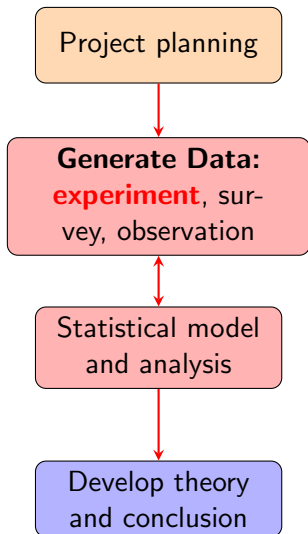 Project planning
Generate Data:
experiment, sur-
vey, observation
Statistical model
and analysis
Develop theory
and conclusion